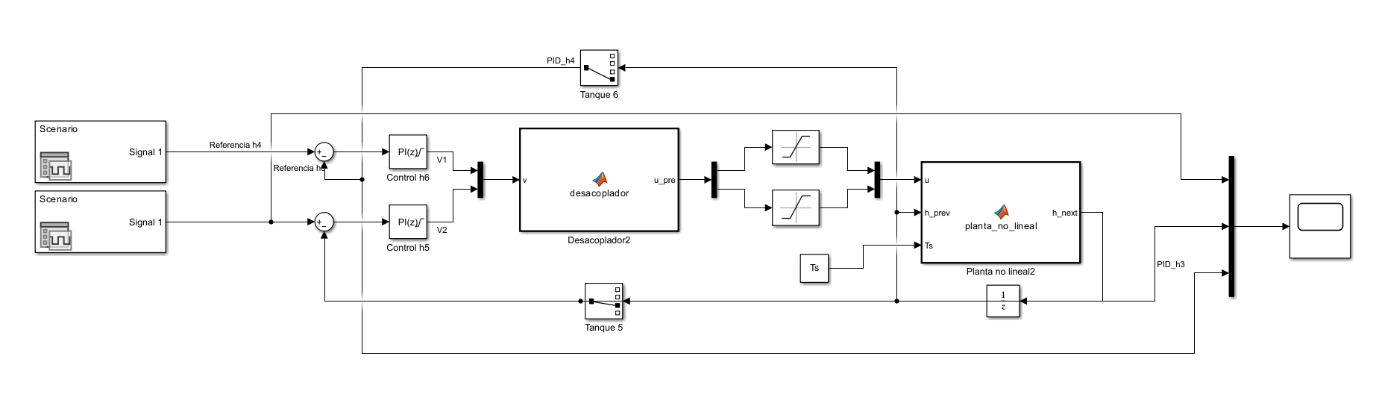 PID_h4
Tanque 6
Scenario
Signal 1
Referencia h4
Referencia h
PI(z)
Control h6
V1
Scenario
Signal 1
PI(z)
Control h5
V2
v
desacoplador
u_pre
Desacoplador2
u
h_prev
Ts
planta_no_lineal
h_next
Planta no lineal2
Ts
PID_h3
1
z
Tanque 5